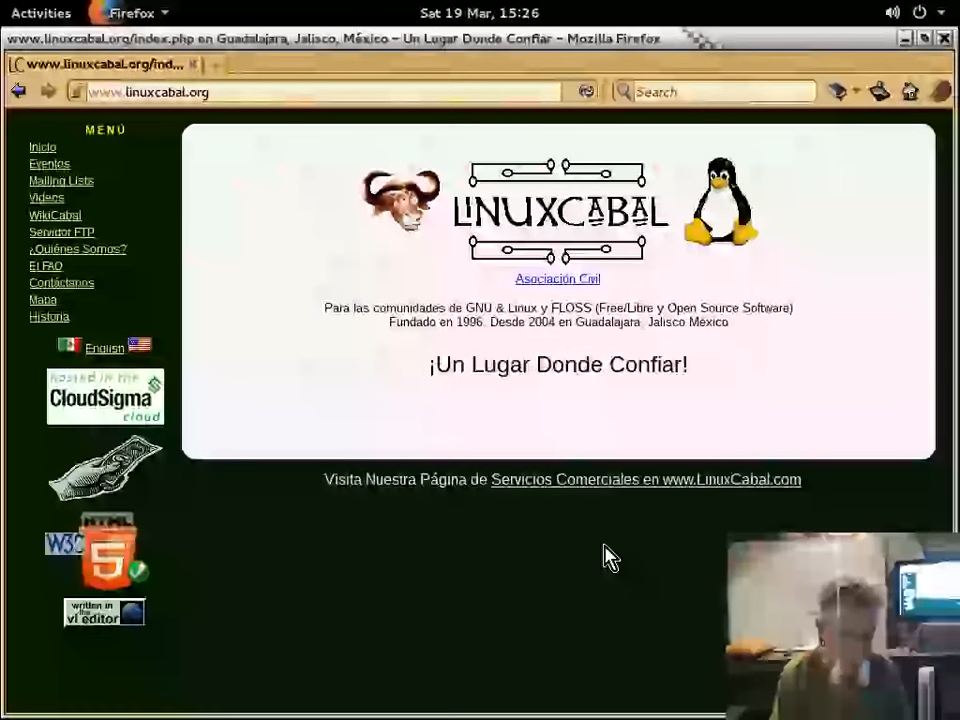 Activities
Firefox
Sat 19 Mar, 15:26
www.linuxcabal.org/index.php en Guadalajara, Jalisco, México – Un Lugar Donde Confiar – Mozilla Firefox
www.linuxcabal.org/ind...
www.linuxcabal.org
Search
MENÚ
Inicio
Eventos
Mailing Lists
Videos
WikiCabal
Servidor FTP
¿Quiénes Somos?
El FAQ
Contáctanos
Mapa
Historia
English
hosted in the
CloudSigma
cloud
HTML
W3C
5
written in
the
vi editor
LINUXCABAL
Asociación Civil
Para las comunidades de GNU & Linux y FLOSS (Free/Libre y Open Source Software)
Fundado en 1996. Desde 2004 en Guadalajara, Jalisco México
¡Un Lugar Donde Confiar!
Visita Nuestra Página de Servicios Comerciales en www.LinuxCabal.com